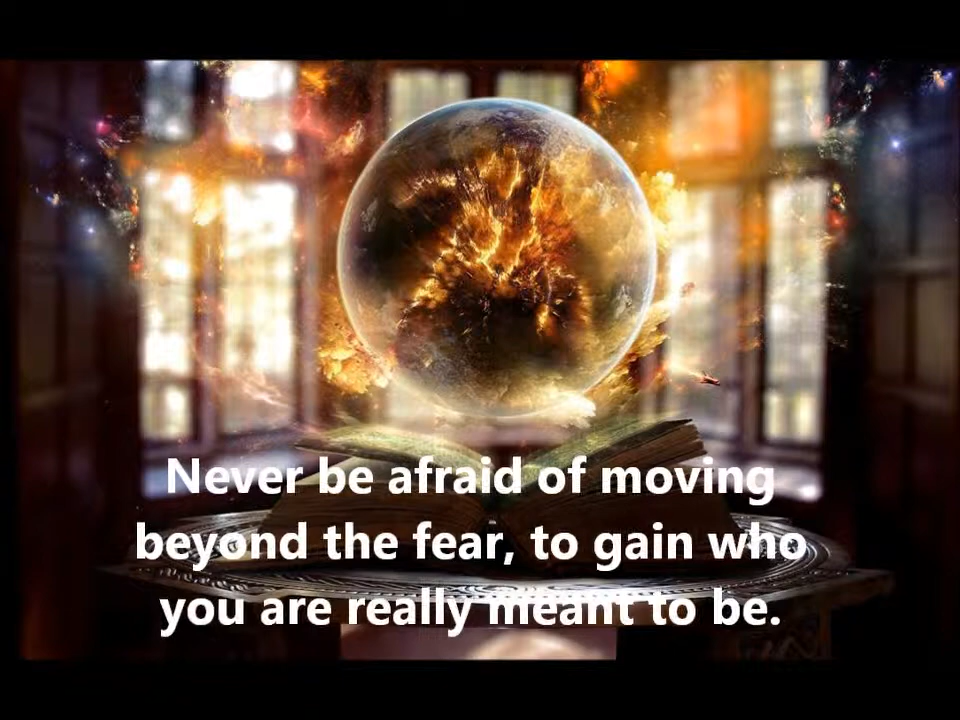 Never be afraid of moving
beyond the fear, to gain who
you are really meant to be.